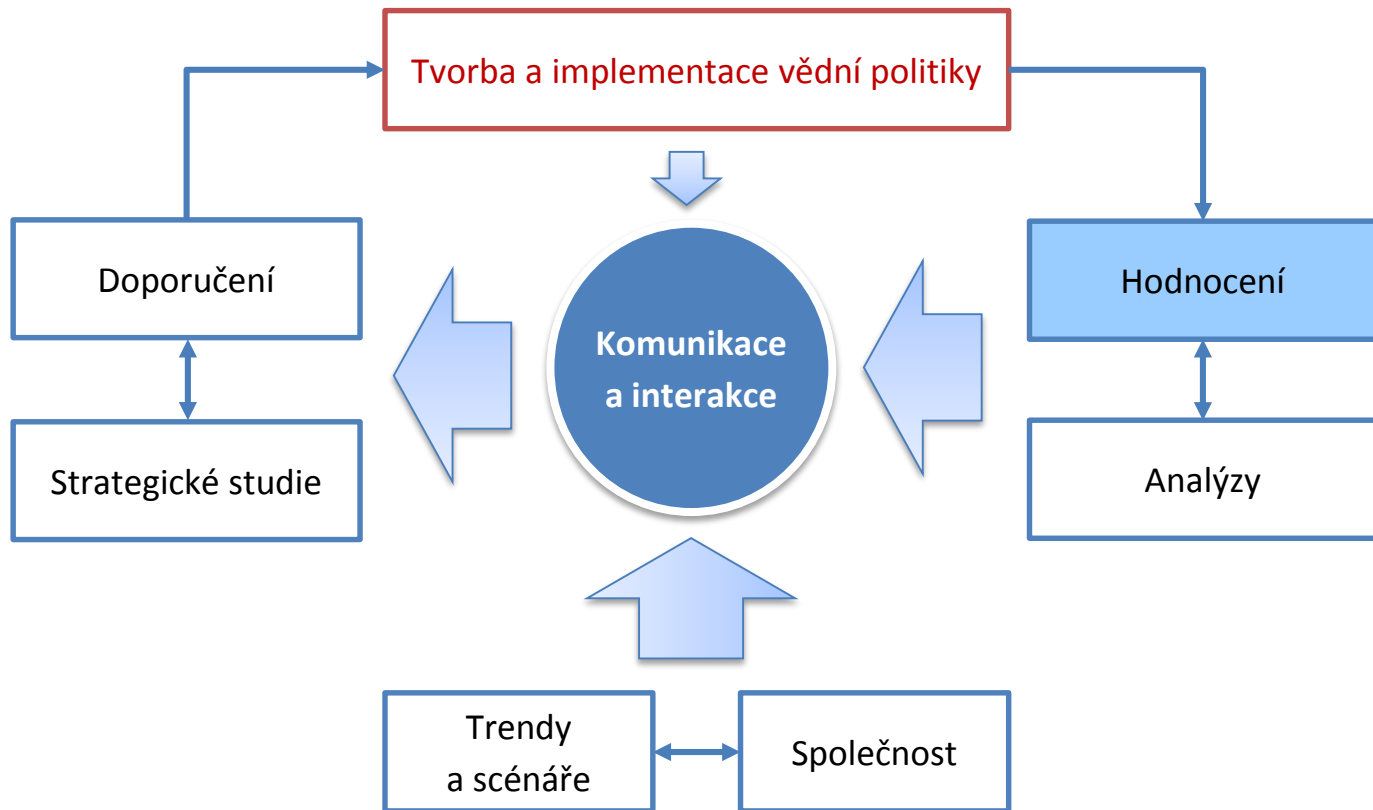 Tvorba a implementace vědní politiky
Doporučení
Hodnocení
Komunikace
a interakce
Strategické studie
Analýzy
Trendy
a scénáře
Společnost